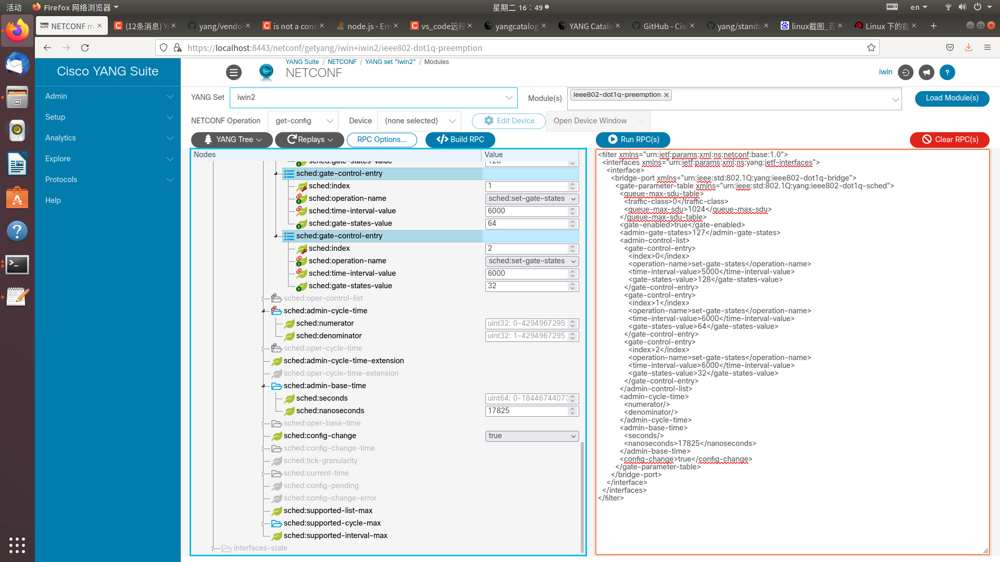 活动
Firefox 网络浏览器
星期二 16：49
en
YANG SUITE
NETCONF m
(12条消息) Y
yang/vendo
is not a cons
node.js - Erro
vs_code远程
yangcatalog
YANG Catalo
GitHub - Cisc
yang/standa
linux截图_百
Linux 下的截
https://localhost:8443/netconf/getyang/iwin+iwin2/ieee802-dot1q-preemption
Cisco YANG Suite
Admin
Setup
Analytics
Explore
Protocols
Help
YANG Suite / NETCONF / YANG set “iwin2” / Modules
NETCONF
iwin
?
YANG Set
iwin2
Module(s)
ieee802-dot1q-preemption
Load Module(s)
NETCONF Operation
get-config
Device
(none selected)
Edit Device
Open Device Window
YANG Tree
Replays
RPC Options...
Build RPC
Run RPC(s)
Clear RPC(s)
Nodes
Value
sched:gate-states-value 128
sched:gate-control-entry
sched:index 1
sched:operation-name sched:set-gate-states
sched:time-interval-value 6000
sched:gate-states-value 64
sched:gate-control-entry
sched:index 2
sched:operation-name sched:set-gate-states
sched:time-interval-value 6000
sched:gate-states-value 32
sched:oper-control-list
sched:admin-cycle-time
sched:numerator uint32: 0-4294967295
sched:denominator uint32: 1-4294967295
sched:oper-cycle-time
sched:admin-cycle-time-extension
sched:oper-cycle-time-extension
sched:admin-base-time
sched:seconds uint64: 0-18446744073
sched:nanoseconds 17825
sched:oper-base-time
sched:config-change true
sched:config-change-time
sched:tick-granularity
sched:current-time
sched:config-pending
sched:config-change-error
sched:supported-list-max
sched:supported-cycle-max
sched:supported-interval-max
interfaces-state
<filter xmlns="urn:ietf:params:xml:ns:netconf:base:1.0">
<interfaces xmlns="urn:ietf:params:xml:ns:yang:ietf-interfaces">
<interface>
<bridge-port xmlns="urn:ieee:std:802.1Q:yang:ieee802-dot1q-bridge">
<gate-parameter-table xmlns="urn:ieee:std:802.1Q:yang:ieee802-dot1q-sched">
<queue-max-sdu-table>
<traffic-class>0</traffic-class>
<queue-max-sdu>1024</queue-max-sdu>
</queue-max-sdu-table>
<gate-enabled>true</gate-enabled>
<admin-gate-states>127</admin-gate-states>
<admin-control-list>
<gate-control-entry>
<index>0</index>
<operation-name>set-gate-states</operation-name>
<time-interval-value>5000</time-interval-value>
<gate-states-value>128</gate-states-value>
</gate-control-entry>
<gate-control-entry>
<index>1</index>
<operation-name>set-gate-states</operation-name>
<time-interval-value>6000</time-interval-value>
<gate-states-value>64</gate-states-value>
</gate-control-entry>
<gate-control-entry>
<index>2</index>
<operation-name>set-gate-states</operation-name>
<time-interval-value>6000</time-interval-value>
<gate-states-value>32</gate-states-value>
</gate-control-entry>
</admin-control-list>
<admin-cycle-time>
<numerator/>
<denominator/>
</admin-cycle-time>
<admin-base-time>
<seconds/>
<nanoseconds>17825</nanoseconds>
</admin-base-time>
<config-change>true</config-change>
</gate-parameter-table>
</bridge-port>
</interface>
</interfaces>
</filter>